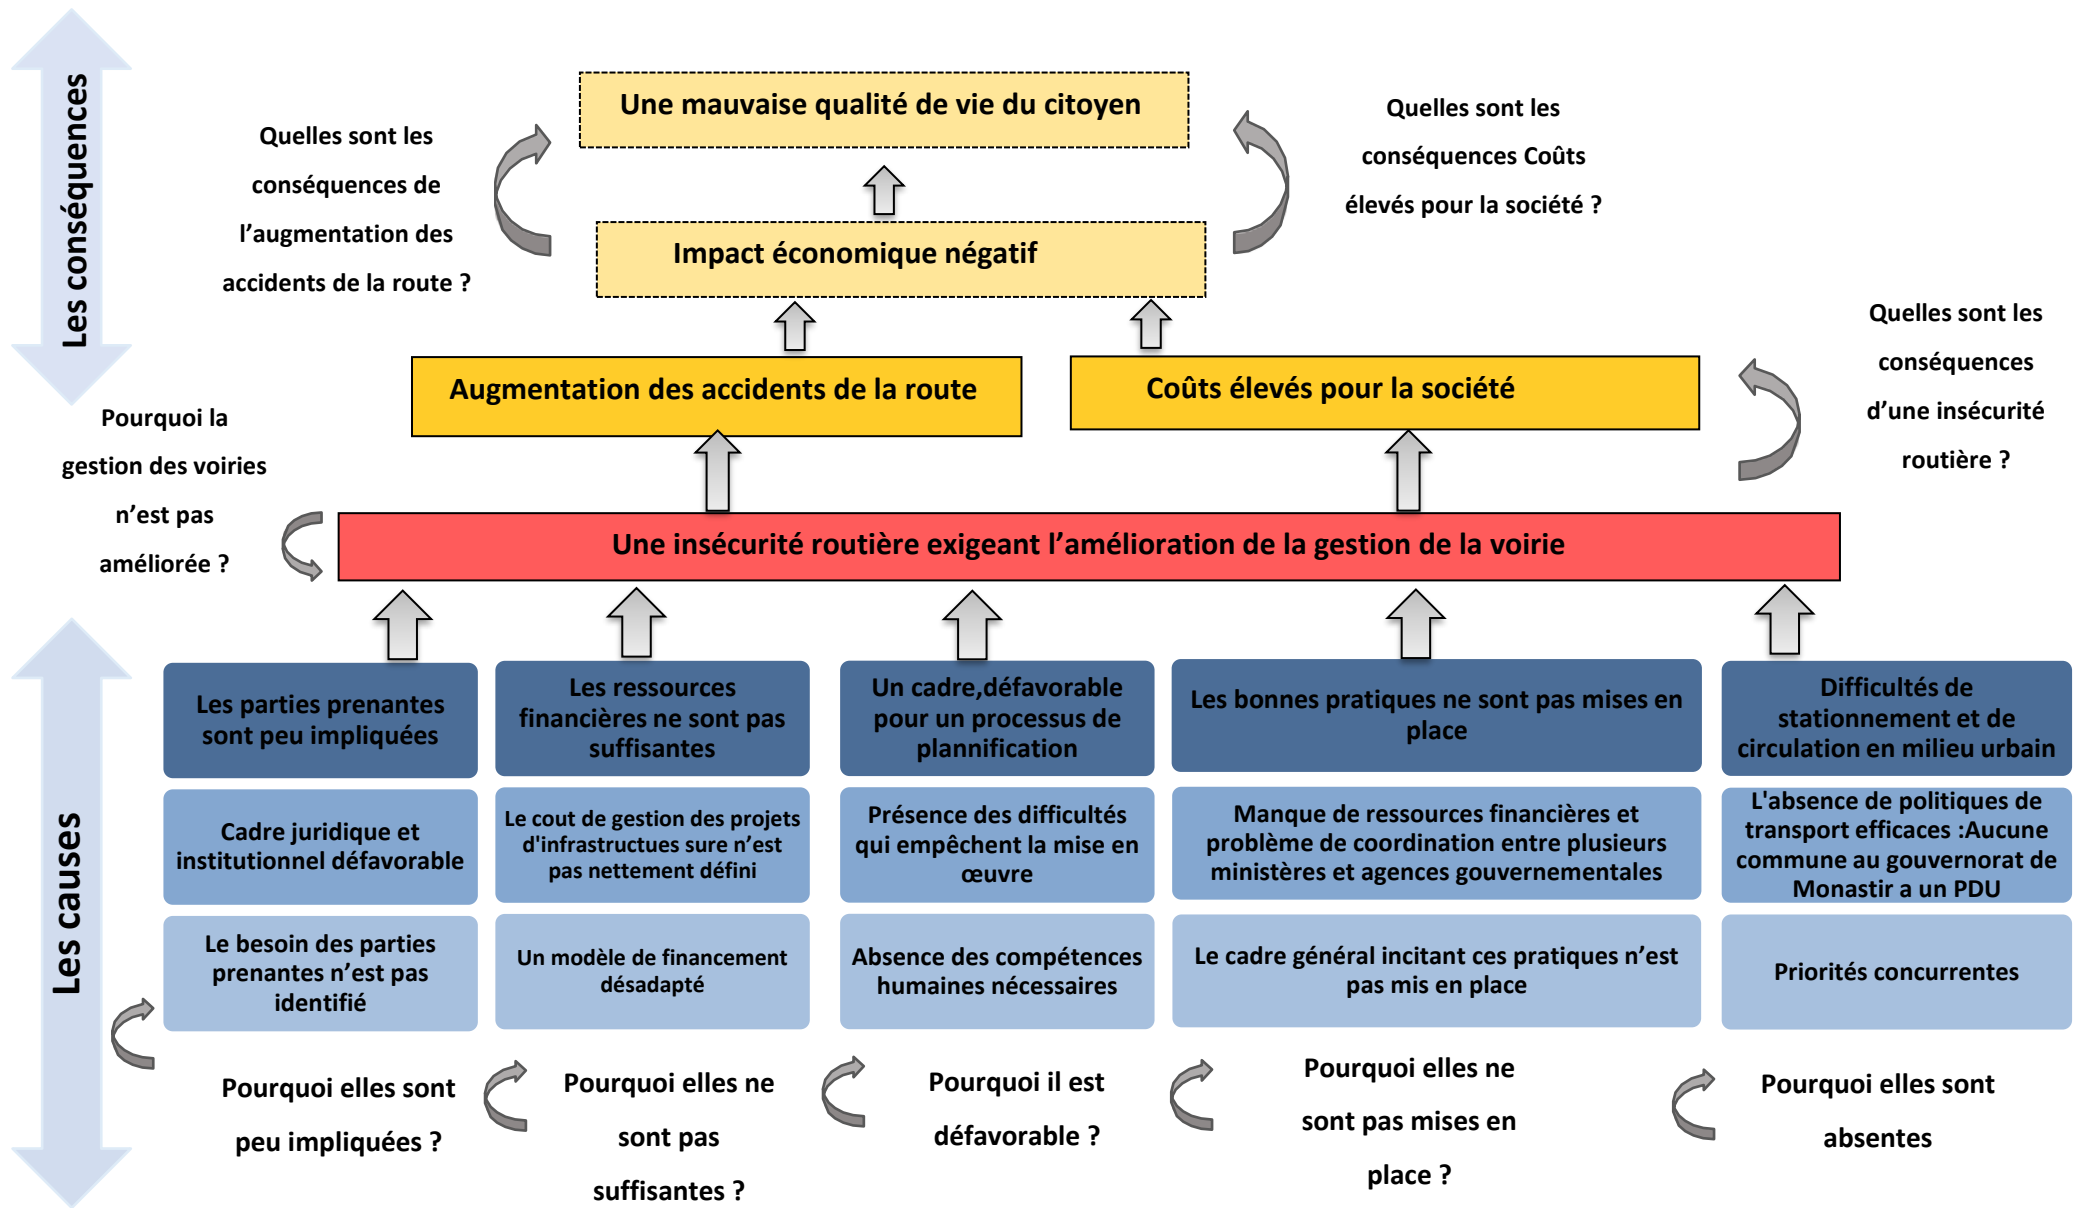 Les conséquences
Une mauvaise qualité de vie du citoyen
Quelles sont les
conséquences de
l'augmentation des
accidents de la route ?
Quelles sont les
conséquences Coûts
élevés pour la société ?
Impact économique négatif
Quelles sont les
conséquences
d'une insécurité
routière ?
Augmentation des accidents de la route
Coûts élevés pour la société
Pourquoi la
gestion des voiries
n'est pas
améliorée ?
Une insécurité routière exigeant l'amélioration de la gestion de la voirie
Les causes
Les parties prenantes
sont peu impliquées
Les ressources
financières ne sont pas
suffisantes
Un cadre,défavorable
pour un processus de
plannification
Les bonnes pratiques ne sont pas mises en
place
Difficultés de
stationnement et de
circulation en milieu urbain
Cadre juridique et
institutionnel défavorable
Le cout de gestion des projets
d'infrastructues sure n'est
pas nettement défini
Présence des difficultés
qui empêchent la mise en
œuvre
Manque de ressources financières et
problème de coordination entre plusieurs
ministères et agences gouvernementales
L'absence de politiques de
transport efficaces :Aucune
commune au gouvernorat de
Monastir a un PDU
Le besoin des parties
prenantes n'est pas
identifié
Un modèle de financement
désadapté
Absence des compétences
humaines nécessaires
Le cadre général incitant ces pratiques n'est
pas mis en place
Priorités concurrentes
Pourquoi elles sont
peu impliquées ?
Pourquoi elles ne
sont pas
suffisantes ?
Pourquoi il est
défavorable ?
Pourquoi elles ne
sont pas mises en
place ?
Pourquoi elles sont
absentes